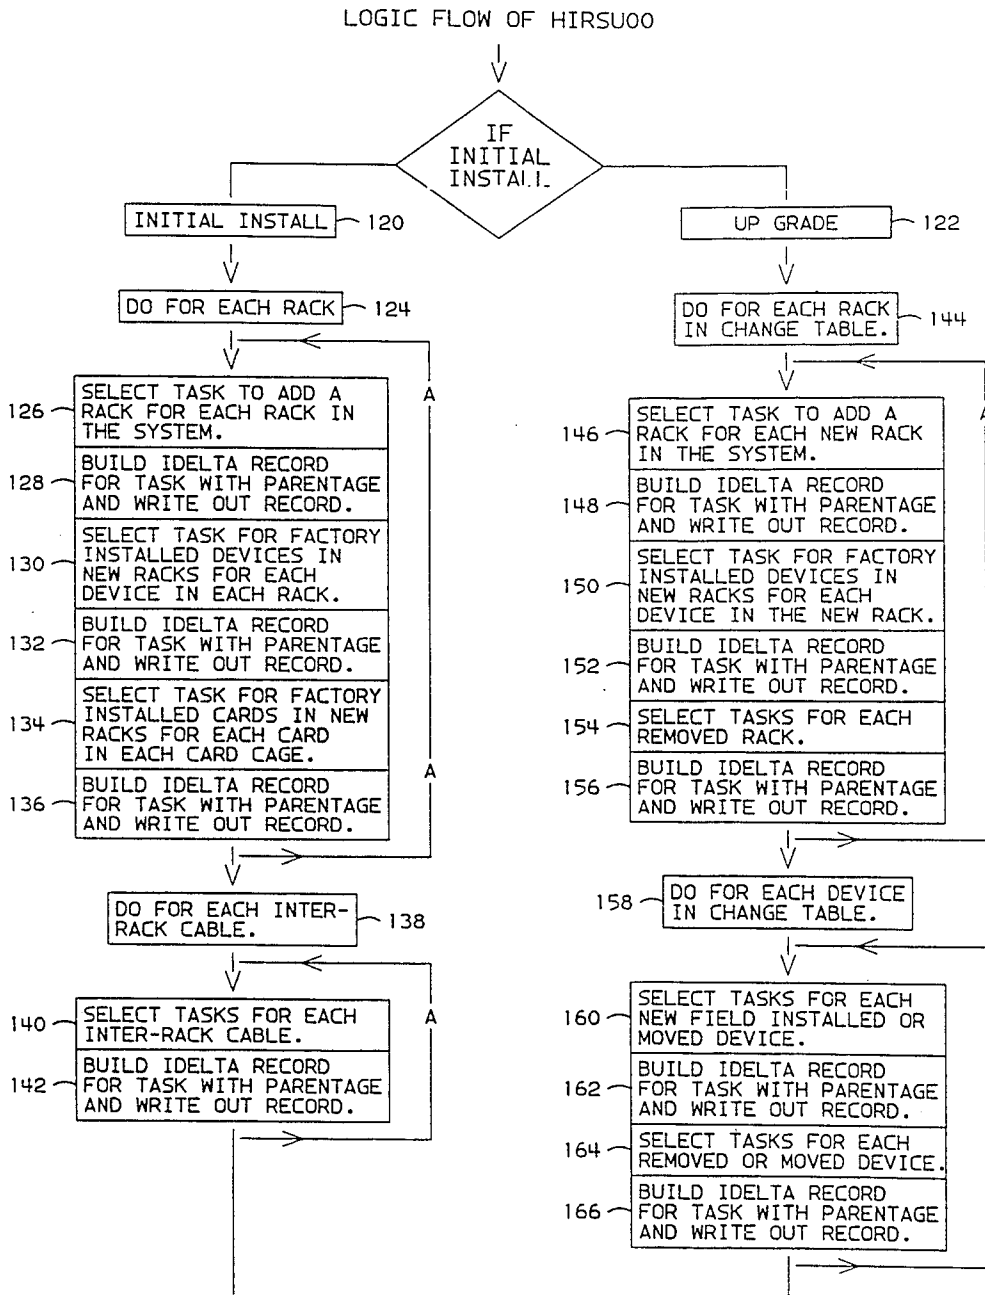 LOGIC FLOW OF HIRSU00
IF
INITIAL
INSTALL
INITIAL INSTALL
120
UP GRADE
122
DO FOR EACH RACK
124
DO FOR EACH RACK
IN CHANGE TABLE.
144
A
126
SELECT TASK TO ADD A
RACK FOR EACH RACK IN
THE SYSTEM.
128
BUILD IDELTA RECORD
FOR TASK WITH PARENTAGE
AND WRITE OUT RECORD.
130
SELECT TASK FOR FACTORY
INSTALLED DEVICES IN
NEW RACKS FOR EACH
DEVICE IN EACH RACK.
132
BUILD IDELTA RECORD
FOR TASK WITH PARENTAGE
AND WRITE OUT RECORD.
134
SELECT TASK FOR FACTORY
INSTALLED CARDS IN NEW
RACKS FOR EACH CARD
IN EACH CARD CAGE.
136
BUILD IDELTA RECORD
FOR TASK WITH PARENTAGE
AND WRITE OUT RECORD.
A
DO FOR EACH INTER-
RACK CABLE.
138
140
SELECT TASKS FOR EACH
INTER-RACK CABLE.
A
142
BUILD IDELTA RECORD
FOR TASK WITH PARENTAGE
AND WRITE OUT RECORD.
A
146
SELECT TASK TO ADD A
RACK FOR EACH NEW RACK
IN THE SYSTEM.
148
BUILD IDELTA RECORD
FOR TASK WITH PARENTAGE
AND WRITE OUT RECORD.
150
SELECT TASK FOR FACTORY
INSTALLED DEVICES IN
NEW RACKS FOR EACH
DEVICE IN THE NEW RACK.
152
BUILD IDELTA RECORD
FOR TASK WITH PARENTAGE
AND WRITE OUT RECORD.
154
SELECT TASKS FOR EACH
REMOVED RACK.
156
BUILD IDELTA RECORD
FOR TASK WITH PARENTAGE
AND WRITE OUT RECORD.
158
DO FOR EACH DEVICE
IN CHANGE TABLE.
160
SELECT TASKS FOR EACH
NEW FIELD INSTALLED OR
MOVED DEVICE.
162
BUILD IDELTA RECORD
FOR TASK WITH PARENTAGE
AND WRITE OUT RECORD.
164
SELECT TASKS FOR EACH
REMOVED OR MOVED DEVICE.
166
BUILD IDELTA RECORD
FOR TASK WITH PARENTAGE
AND WRITE OUT RECORD.